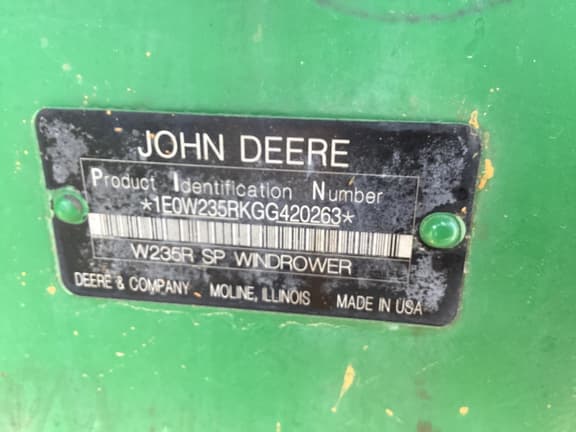 JOHN DEERE
Product Identification Number
*1E0W235RKGG420263*
W235R SP WINDROWER
DEERE & COMPANY MOLINE, ILLINOIS MADE IN USA